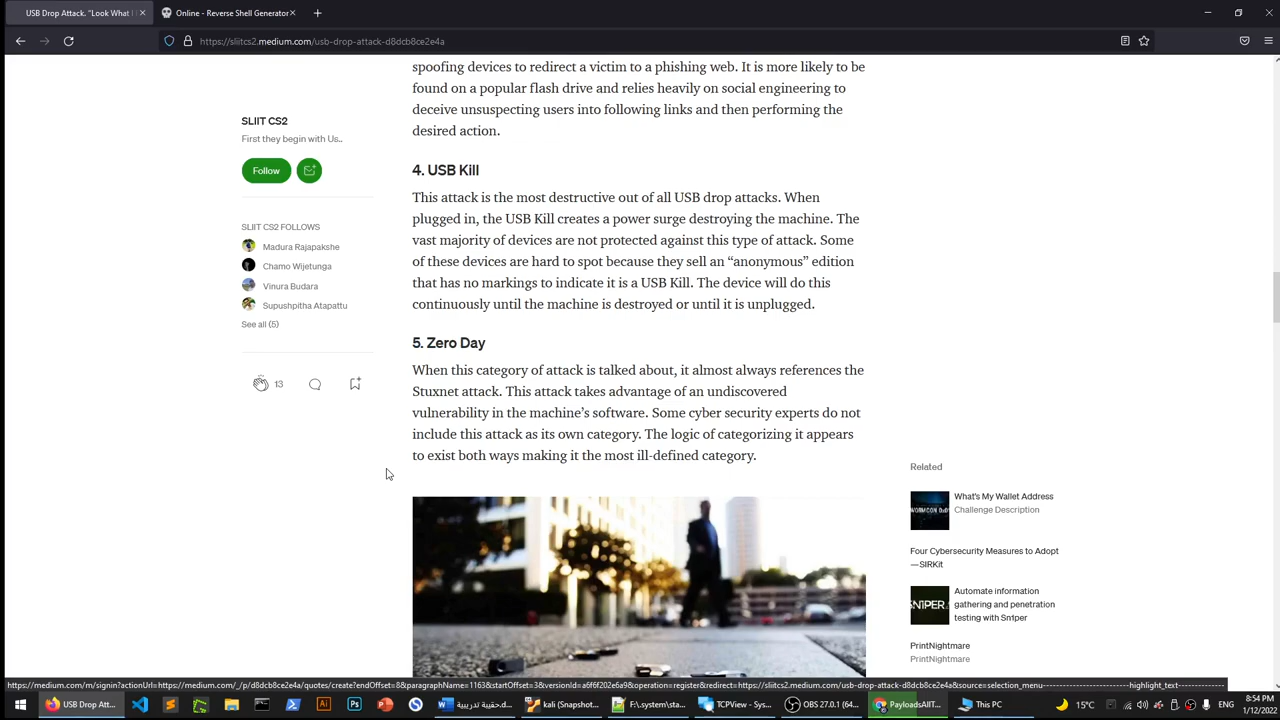 USB Drop Attack. "Look What I
Online - Reverse Shell Generator
https://sliitcs2.medium.com/usb-drop-attack-d8dcb8ce2e4a
spoofing devices to redirect a victim to a phishing web. It is more likely to be
found on a popular flash drive and relies heavily on social engineering to
deceive unsuspecting users into following links and then performing the
desired action.
SLIIT CS2
First they begin with Us..
Follow
SLIIT CS2 FOLLOWS
Madura Rajapakshe
Chamo Wijetunga
Vinura Budara
Supushpitha Atapattu
See all (5)
13
4. USB Kill
This attack is the most destructive out of all USB drop attacks. When
plugged in, the USB Kill creates a power surge destroying the machine. The
vast majority of devices are not protected against this type of attack. Some
of these devices are hard to spot because they sell an “anonymous” edition
that has no markings to indicate it is a USB Kill. The device will do this
continuously until the machine is destroyed or until it is unplugged.
5. Zero Day
When this category of attack is talked about, it almost always references the
Stuxnet attack. This attack takes advantage of an undiscovered
vulnerability in the machine’s software. Some cyber security experts do not
include this attack as its own category. The logic of categorizing it appears
to exist both ways making it the most ill-defined category.
Related
What's My Wallet Address
Challenge Description
Four Cybersecurity Measures to Adopt
—SIRKit
SN1PER
Automate information
gathering and penetration
testing with Sn1per
PrintNightmare
PrintNightmare
https://medium.com/m/signin?actionUrl=https://medium.com/_/p/d8dcb8ce2e4a/quotes/create?endOffset=8&paragraphName=1163&startOffset=4&versionId=a6f6f202e6a9&operation=register&redirect=https://sliitcs2.medium.com/usb-drop-attack-d8dcb8ce2e4a&source=selection_menu
highlight_text
USB Drop Att...
حقيبة تدريبية.d...
kali (Snapshot...
F:\system\sta...
TCPView - Sys...
OBS 27.0.1 (64...
PayloadsAllT...
This PC
15°C
ENG
8:54 PM
1/12/2022